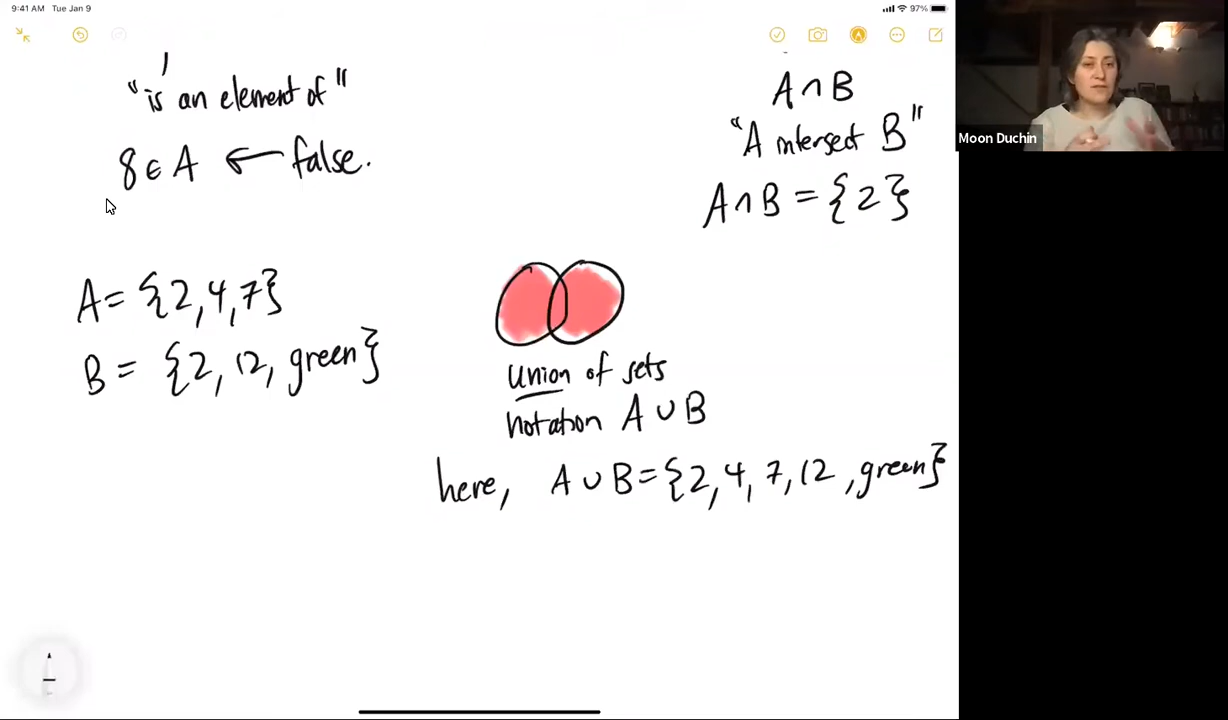 9:41 AM Tue Jan 9
97%
"is an element of"
8 ∈ A ← false.
A ∩ B
"A intersect B"
A ∩ B = {2}
Moon Duchin
A = {2, 4, 7}
B = {2, 12, green}
union of sets
notation A ∪ B
here, A ∪ B = {2, 4, 7, 12, green}